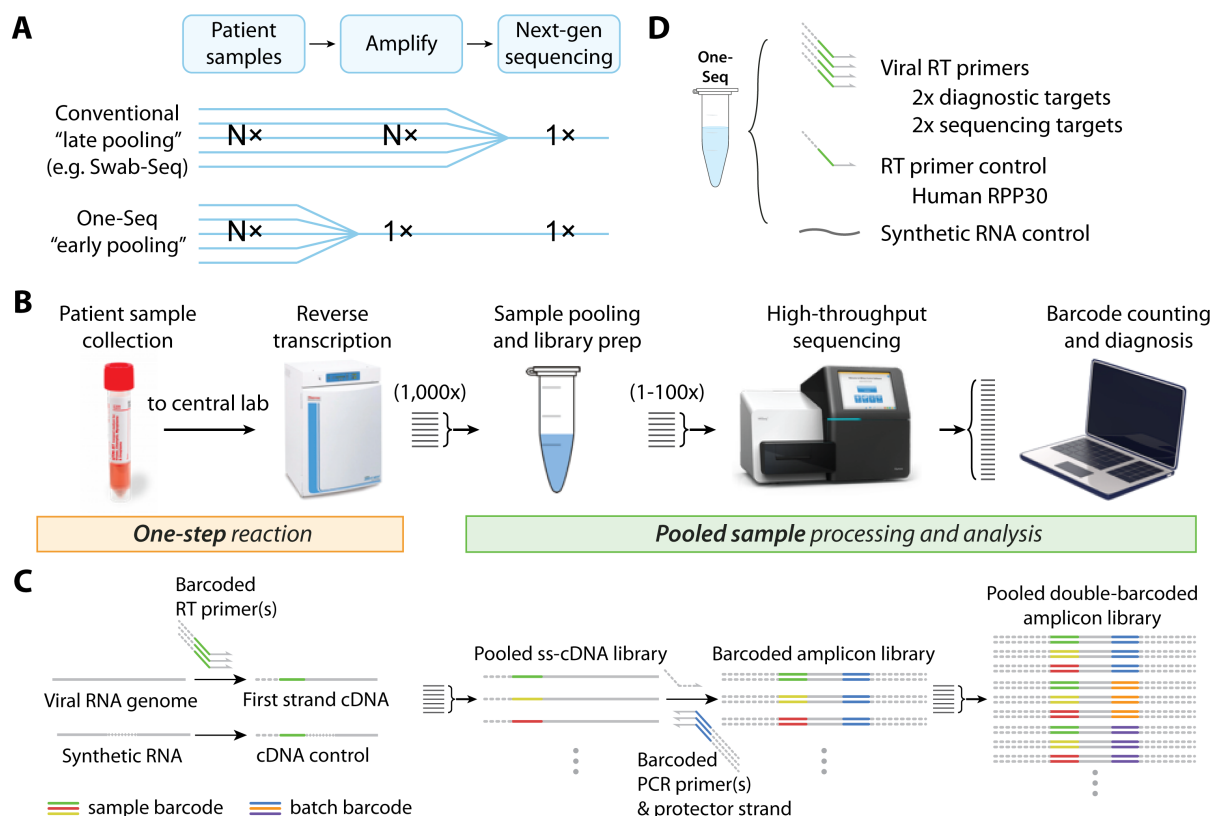 A
Patient
samples
Amplify
Next-gen
sequencing
Conventional
“late pooling”
(e.g. Swab-Seq)
N×
N×
1×
One-Seq
“early pooling”
N×
1×
1×
D
One-
Seq
Viral RT primers
2x diagnostic targets
2x sequencing targets
RT primer control
Human RPP30
Synthetic RNA control
B
Patient sample
collection
to central lab
Reverse
transcription
(1,000x)
Sample pooling
and library prep
(1-100x)
High-throughput
sequencing
Barcode counting
and diagnosis
One-step reaction
Pooled sample processing and analysis
C
Barcoded
RT primer(s)
Viral RNA genome
First strand cDNA
Synthetic RNA
cDNA control
Pooled ss-cDNA library
Barcoded amplicon library
Barcoded
PCR primer(s)
& protector strand
Pooled double-barcoded
amplicon library
sample barcode
batch barcode